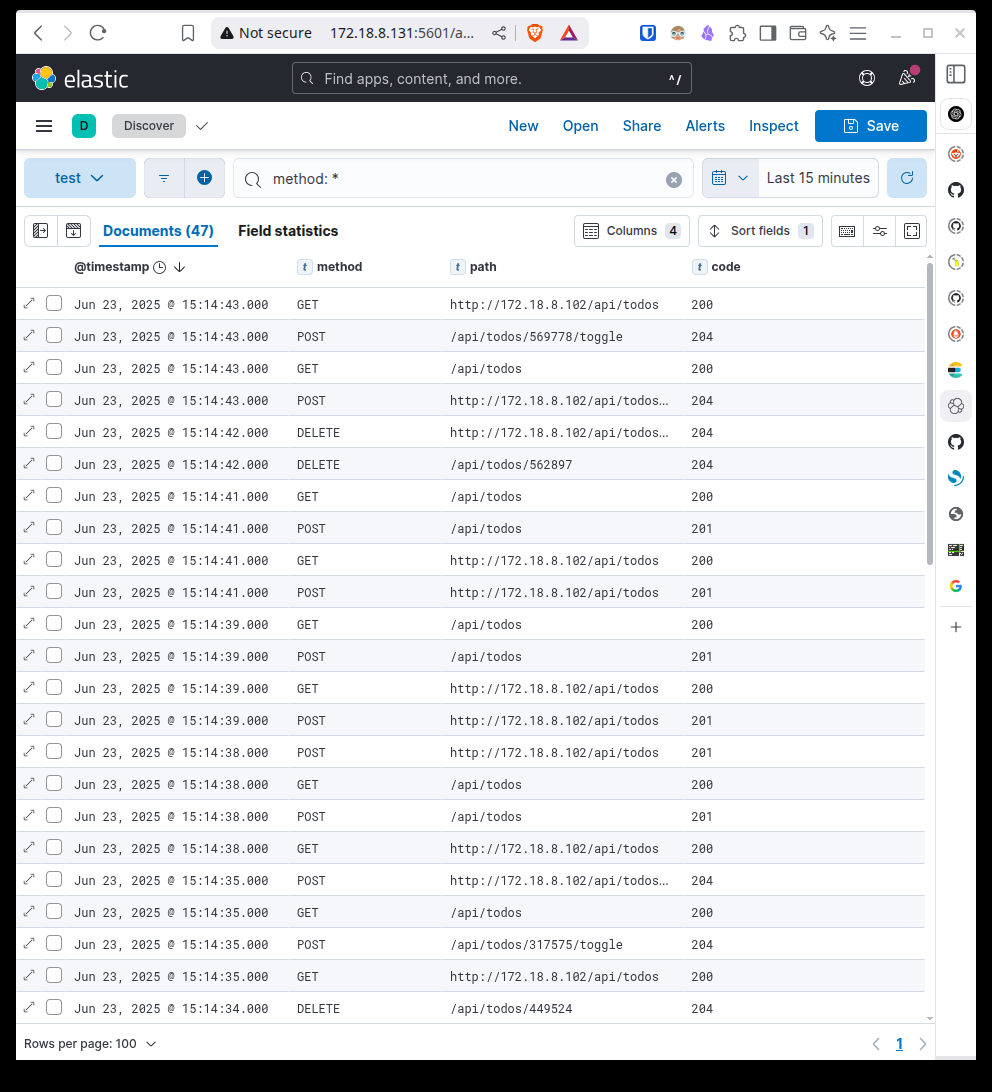 Not secure 172.18.8.131:5601/a...
elastic Find apps, content, and more. ^/
D Discover New Open Share Alerts Inspect Save
test method: * Last 15 minutes
Documents (47) Field statistics Columns 4 Sort fields 1
@timestamp t method t path t code
Jun 23, 2025 @ 15:14:43.000 GET http://172.18.8.102/api/todos 200
Jun 23, 2025 @ 15:14:43.000 POST /api/todos/569778/toggle 204
Jun 23, 2025 @ 15:14:43.000 GET /api/todos 200
Jun 23, 2025 @ 15:14:43.000 POST http://172.18.8.102/api/todos... 204
Jun 23, 2025 @ 15:14:42.000 DELETE http://172.18.8.102/api/todos... 204
Jun 23, 2025 @ 15:14:42.000 DELETE /api/todos/562897 204
Jun 23, 2025 @ 15:14:41.000 GET /api/todos 200
Jun 23, 2025 @ 15:14:41.000 POST /api/todos 201
Jun 23, 2025 @ 15:14:41.000 GET http://172.18.8.102/api/todos 200
Jun 23, 2025 @ 15:14:41.000 POST http://172.18.8.102/api/todos 201
Jun 23, 2025 @ 15:14:39.000 GET /api/todos 200
Jun 23, 2025 @ 15:14:39.000 POST /api/todos 201
Jun 23, 2025 @ 15:14:39.000 GET http://172.18.8.102/api/todos 200
Jun 23, 2025 @ 15:14:39.000 POST http://172.18.8.102/api/todos 201
Jun 23, 2025 @ 15:14:38.000 POST http://172.18.8.102/api/todos 201
Jun 23, 2025 @ 15:14:38.000 GET /api/todos 200
Jun 23, 2025 @ 15:14:38.000 POST /api/todos 201
Jun 23, 2025 @ 15:14:38.000 GET http://172.18.8.102/api/todos 200
Jun 23, 2025 @ 15:14:35.000 POST http://172.18.8.102/api/todos... 204
Jun 23, 2025 @ 15:14:35.000 GET /api/todos 200
Jun 23, 2025 @ 15:14:35.000 POST /api/todos/317575/toggle 204
Jun 23, 2025 @ 15:14:35.000 GET http://172.18.8.102/api/todos 200
Jun 23, 2025 @ 15:14:34.000 DELETE /api/todos/449524 204
Rows per page: 100 1